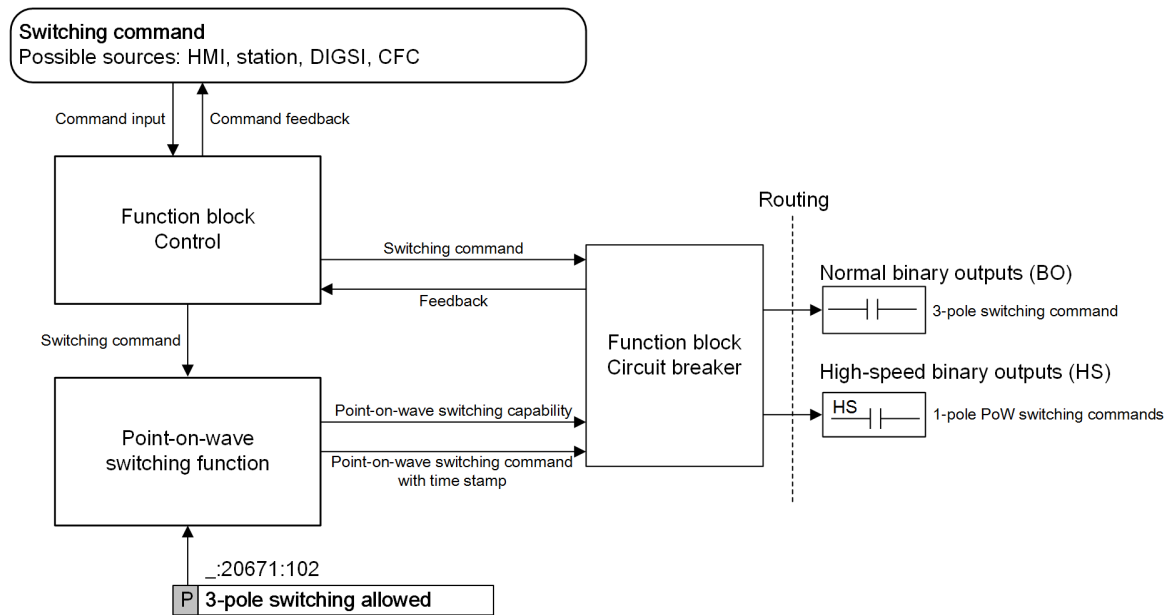 Switching command
Possible sources: HMI, station, DIGSI, CFC
Command input
Command feedback
Function block
Control
Switching command
Feedback
Switching command
Point-on-wave
switching function
Point-on-wave switching capability
Point-on-wave switching command
with time stamp
Function block
Circuit breaker
Routing
Normal binary outputs (BO)
3-pole switching command
High-speed binary outputs (HS)
HS
1-pole PoW switching commands
_:20671:102
P 3-pole switching allowed